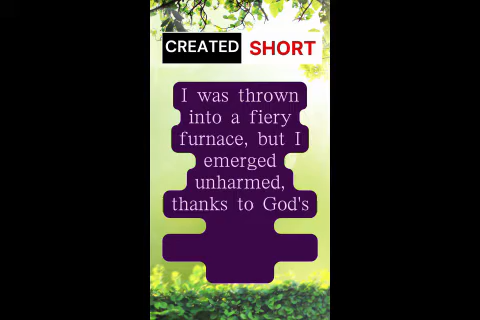 CREATED SHORT
I was thrown
into a fiery
furnace, but I
emerged
unharmed,
thanks to God's